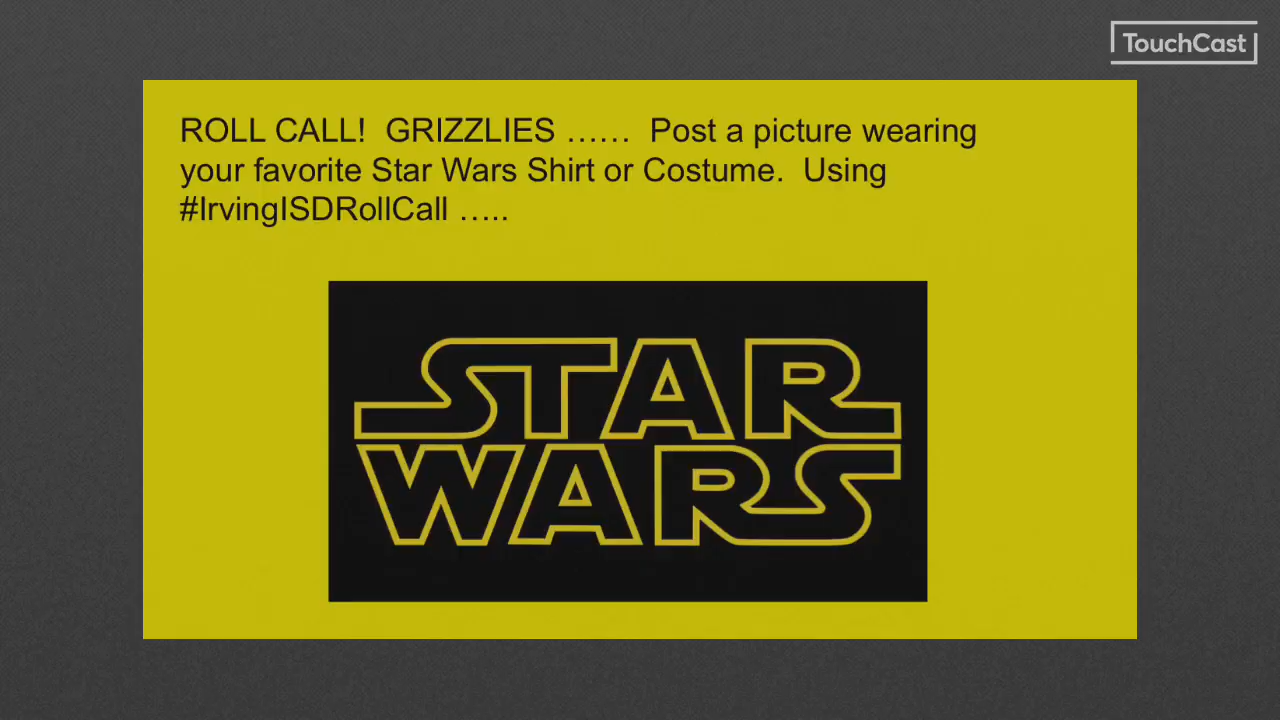 TouchCast
ROLL CALL!  GRIZZLIES ......  Post a picture wearing
your favorite Star Wars Shirt or Costume.  Using
#IrvingISDRollCall .....
STAR
WARS